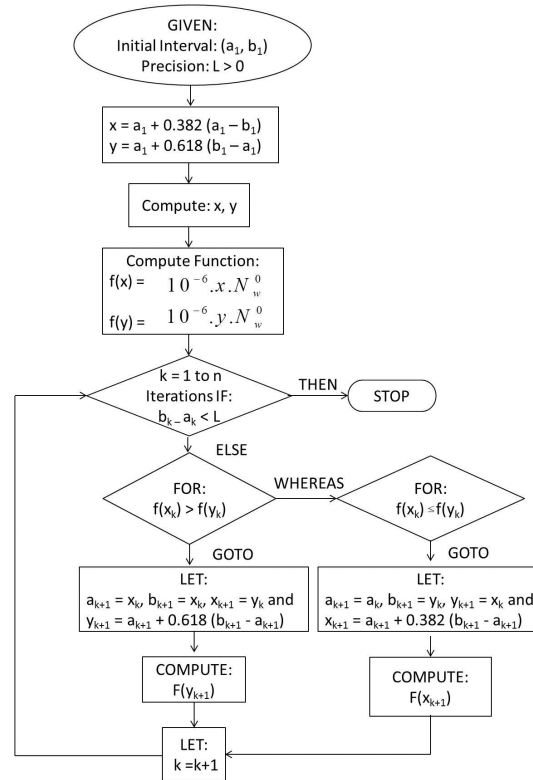 GIVEN:
Initial Interval: (a₁, b₁)
Precision: L > 0
x = a₁ + 0.382 (a₁ – b₁)
y = a₁ + 0.618 (b₁ – a₁)
Compute: x, y
Compute Function:
f(x) = 10⁻⁶.x.N_w⁰
f(y) = 10⁻⁶.y.N_w⁰
k = 1 to n
Iterations IF:
bₖ – aₖ < L
THEN
STOP
ELSE
FOR:
f(xₖ) > f(yₖ)
WHEREAS
FOR:
f(xₖ) ≤ f(yₖ)
GOTO
LET:
aₖ₊₁ = xₖ, bₖ₊₁ = xₖ, xₖ₊₁ = yₖ and
yₖ₊₁ = aₖ₊₁ + 0.618 (bₖ₊₁ - aₖ₊₁)
COMPUTE:
F(yₖ₊₁)
GOTO
LET:
aₖ₊₁ = aₖ, bₖ₊₁ = yₖ, yₖ₊₁ = xₖ and
xₖ₊₁ = aₖ₊₁ + 0.382 (bₖ₊₁ - aₖ₊₁)
COMPUTE:
F(xₖ₊₁)
LET:
k =k+1